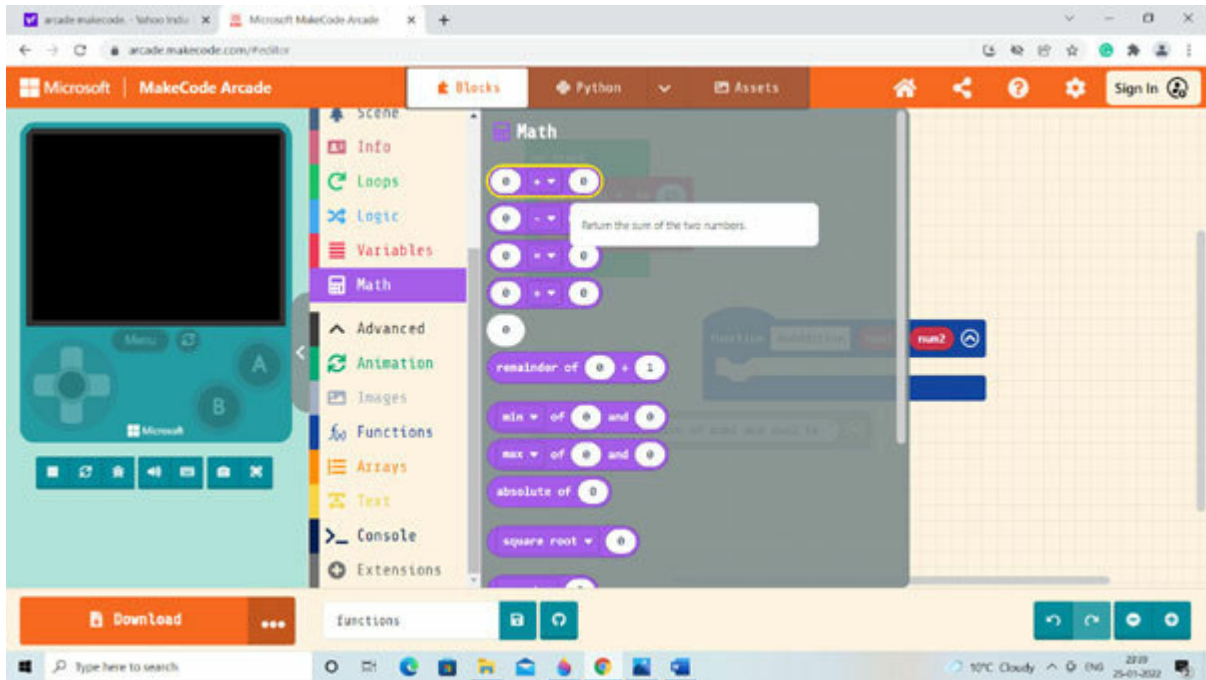 arcade makecode. - Yahoo India
Microsoft MakeCode Arcade
arcade.makecode.com/#editor
Microsoft | MakeCode Arcade
Blocks
Python
Assets
Sign In
Scene
Info
Loops
Logic
Variables
Math
Advanced
Animation
Images
Functions
Arrays
Text
Console
Extensions
Math
0 + 0
Return the sum of the two numbers.
0 - 
0 × 0
0 ÷ 0
0
remainder of 0 ÷ 1
min of 0 and 0
max of 0 and 0
absolute of 0
square root 0
function num2
Menu
A
B
Microsoft
Download
functions
Type here to search
10°C Cloudy
ENG
25-01-2022